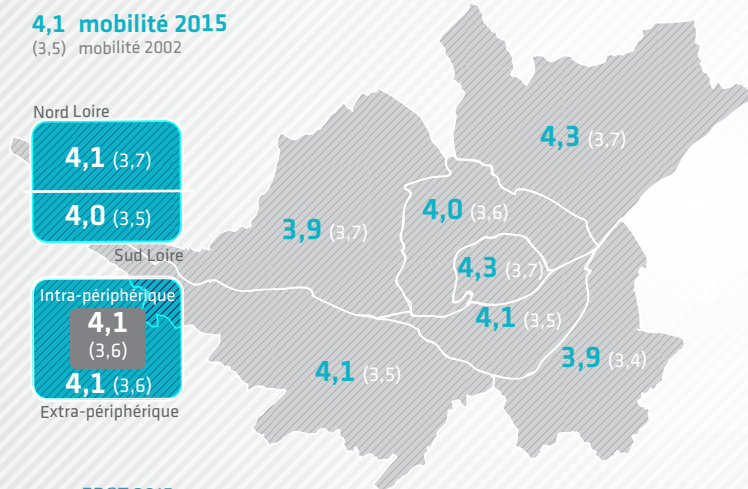 4,1 mobilité 2015
(3,5) mobilité 2002
Nord Loire
4,1 (3,7)
4,0 (3,5)
Sud Loire
Intra-périphérique
4,1
(3,6)
4,1 (3,6)
Extra-périphérique
4,3 (3,7)
4,0 (3,6)
3,9 (3,7)
4,3 (3,7)
4,1 (3,5)
3,9 (3,4)
4,1 (3,5)